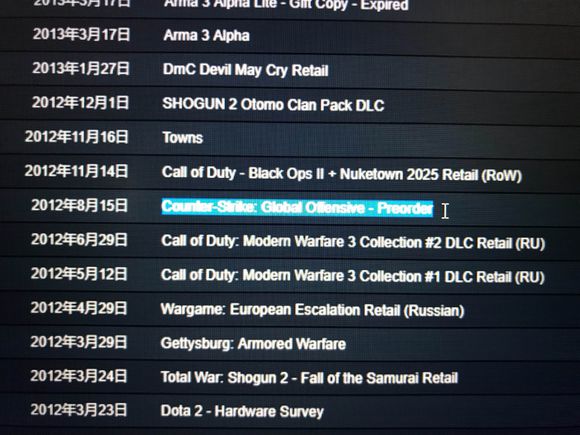 2013年3月17日 Arma 3 Alpha Lite - Gift Copy - Expired
2013年3月17日 Arma 3 Alpha
2013年1月27日 DmC Devil May Cry Retail
2012年12月1日 SHOGUN 2 Otomo Clan Pack DLC
2012年11月16日 Towns
2012年11月14日 Call of Duty - Black Ops II + Nuketown 2025 Retail (RoW)
2012年8月15日 Counter-Strike: Global Offensive - Preorder
2012年6月29日 Call of Duty: Modern Warfare 3 Collection #2 DLC Retail (RU)
2012年5月12日 Call of Duty: Modern Warfare 3 Collection #1 DLC Retail (RU)
2012年4月29日 Wargame: European Escalation Retail (Russian)
2012年3月29日 Gettysburg: Armored Warfare
2012年3月24日 Total War: Shogun 2 - Fall of the Samurai Retail
2012年3月23日 Dota 2 - Hardware Survey